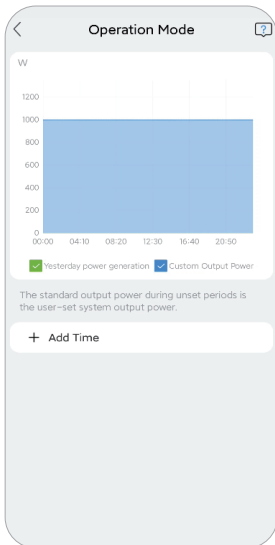 Operation Mode
?
W
1200
1000
800
600
400
200
0
00:00 04:10 08:20 12:30 16:40 20:50
Yesterday power generation Custom Output Power
The standard output power during unset periods is
the user-set system output power.
+ Add Time